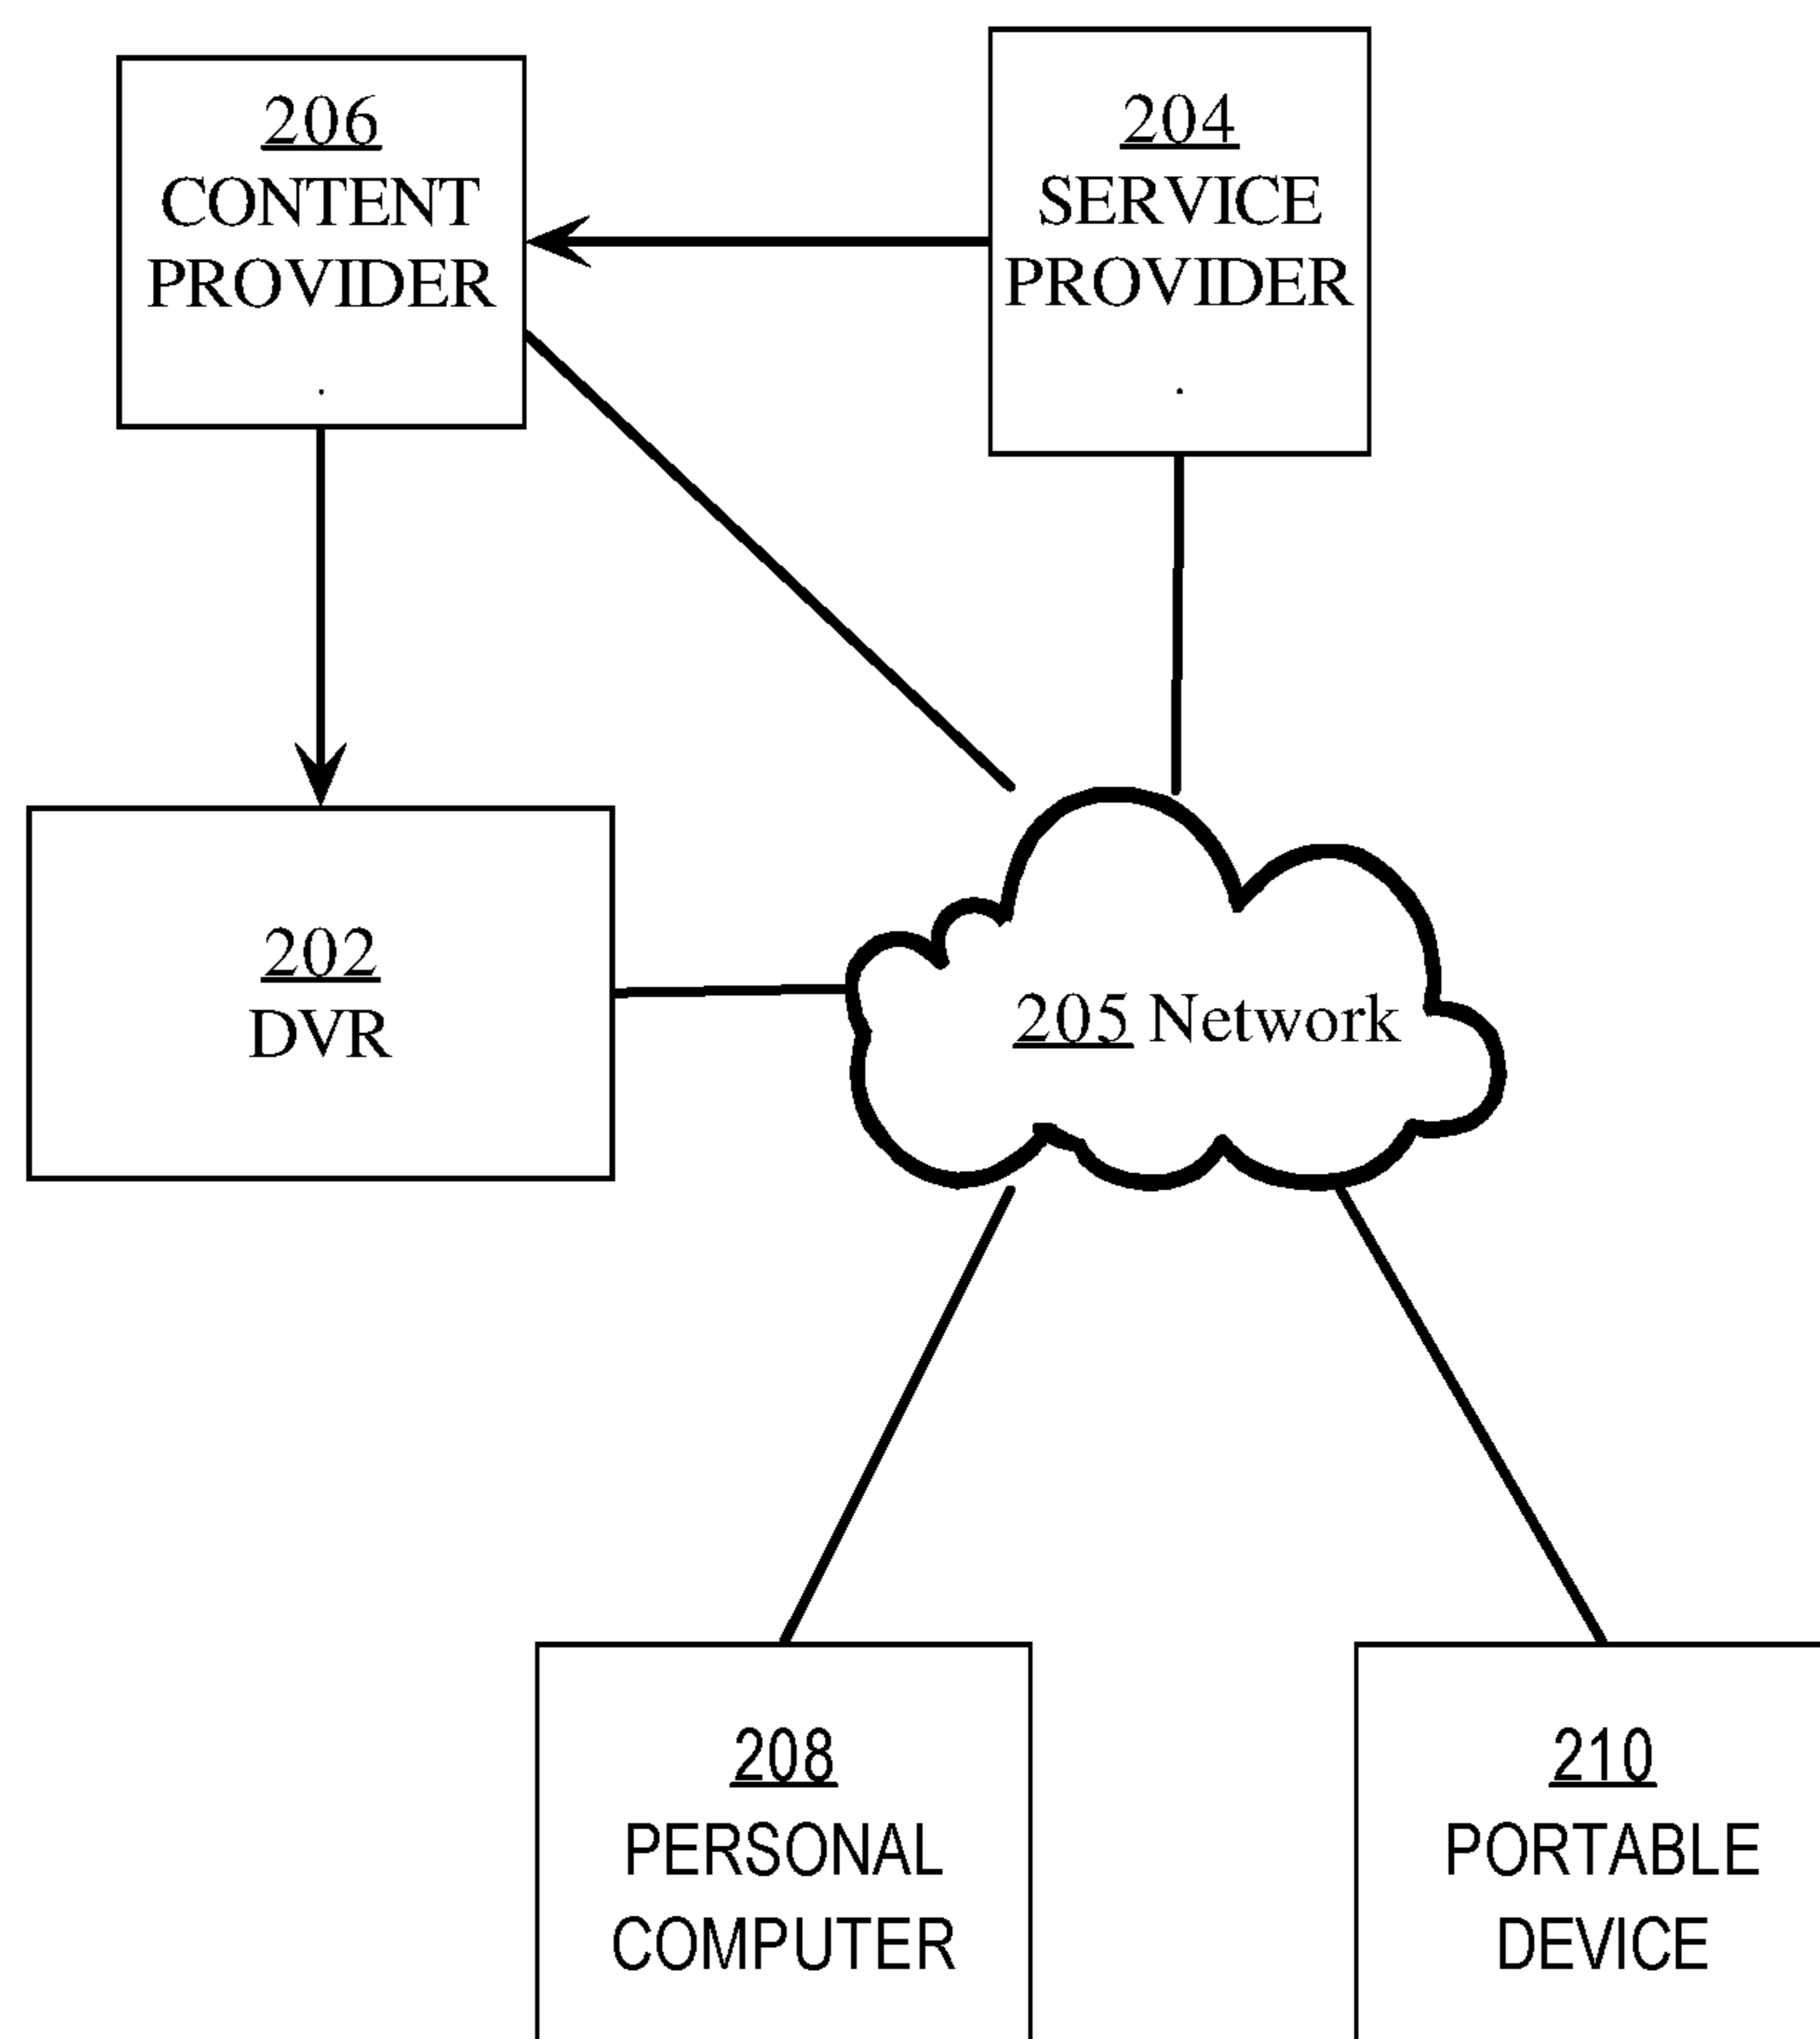 206
CONTENT
PROVIDER
.
204
SERVICE
PROVIDER
.
202
DVR
205 Network
208
PERSONAL
COMPUTER
210
PORTABLE
DEVICE